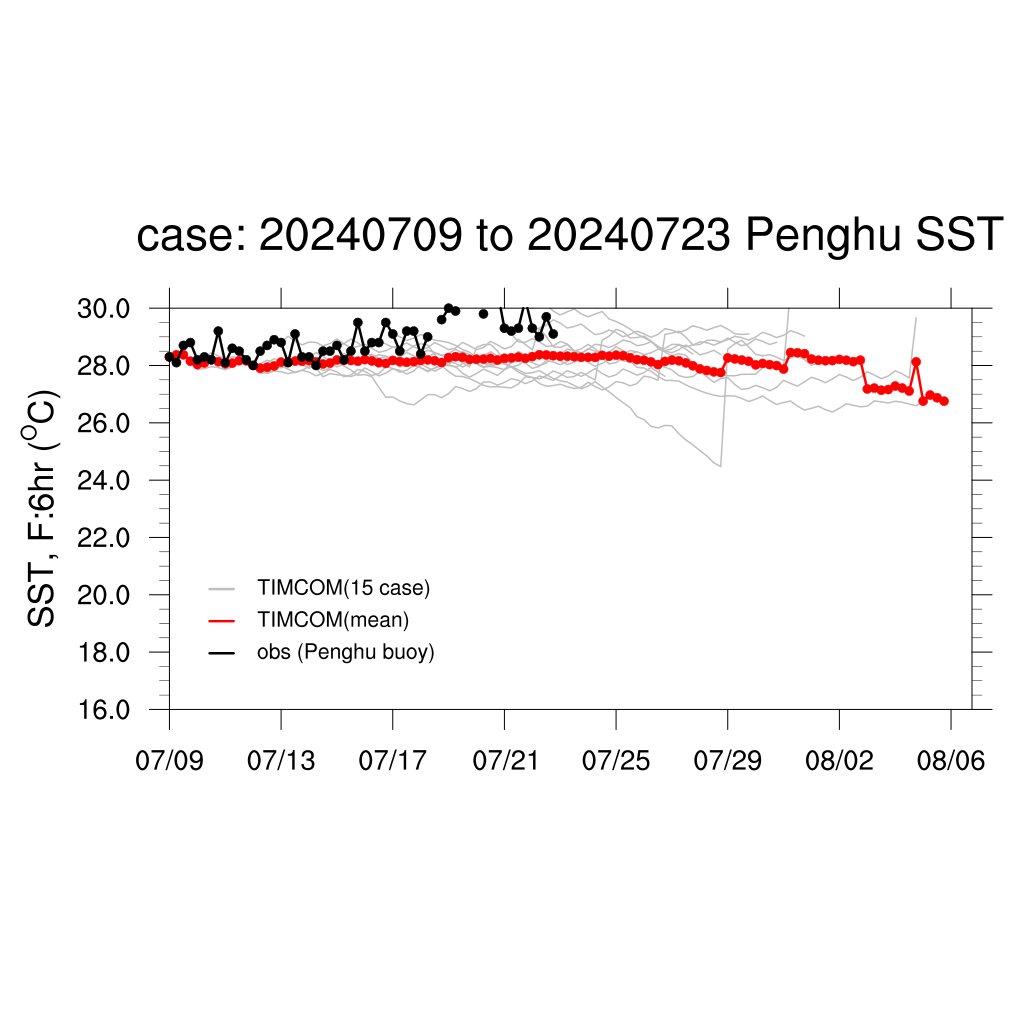 case: 20240709 to 20240723 Penghu SST
30.0
28.0
26.0
24.0
22.0
20.0
18.0
16.0
SST, F:6hr (°C)
TIMCOM(15 case)
TIMCOM(mean)
obs (Penghu buoy)
07/09 07/13 07/17 07/21 07/25 07/29 08/02 08/06